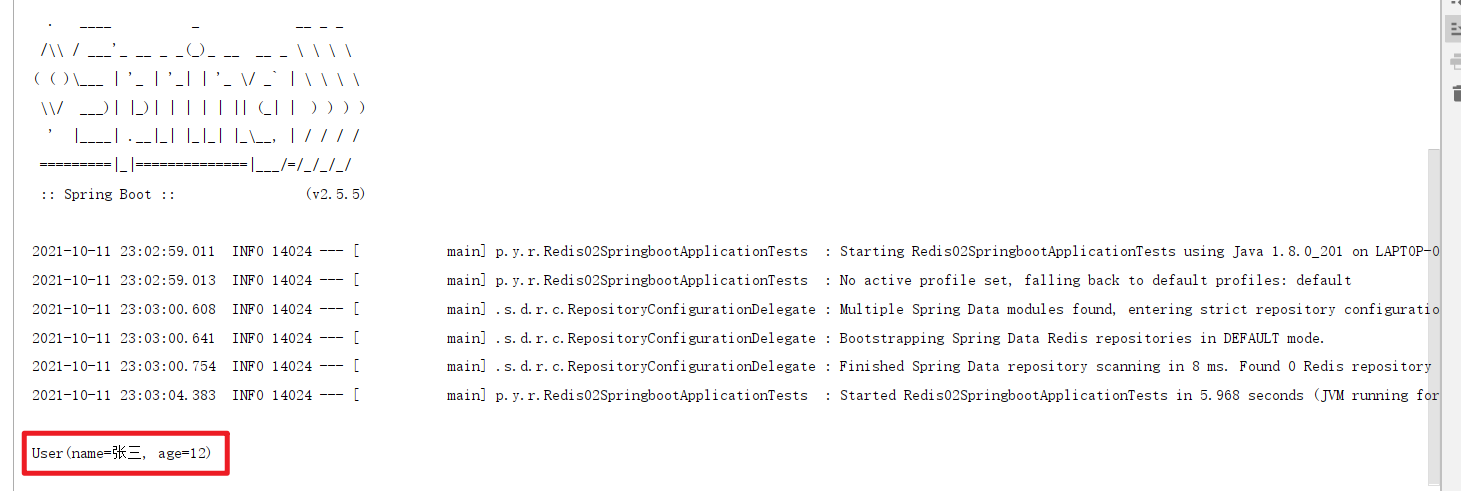 .   ____          _            __ _ _
 /\\ / ___'_ __ _ _(_)_ __  __ _ \ \ \ \
( ( )\___ | '_ | '_| | '_ \/ _` | \ \ \ \
 \\/  ___)| |_)| | | | | || (_| |  ) ) ) )
  '  |____| .__|_| |_|_| |_\__, | / / / /
 =========|_|==============|___/=/_/_/_/
 :: Spring Boot ::                (v2.5.5)
2021-10-11 23:02:59.011  INFO 14024 --- [           main] p.y.r.Redis02SpringbootApplicationTests  : Starting Redis02SpringbootApplicationTests using Java 1.8.0_201 on LAPTOP-0
2021-10-11 23:02:59.013  INFO 14024 --- [           main] p.y.r.Redis02SpringbootApplicationTests  : No active profile set, falling back to default profiles: default
2021-10-11 23:03:00.608  INFO 14024 --- [           main] .s.d.r.c.RepositoryConfigurationDelegate : Multiple Spring Data modules found, entering strict repository configuratio
2021-10-11 23:03:00.641  INFO 14024 --- [           main] .s.d.r.c.RepositoryConfigurationDelegate : Bootstrapping Spring Data Redis repositories in DEFAULT mode.
2021-10-11 23:03:00.754  INFO 14024 --- [           main] .s.d.r.c.RepositoryConfigurationDelegate : Finished Spring Data repository scanning in 8 ms. Found 0 Redis repository
2021-10-11 23:03:04.383  INFO 14024 --- [           main] p.y.r.Redis02SpringbootApplicationTests  : Started Redis02SpringbootApplicationTests in 5.968 seconds (JVM running for
User(name=张三, age=12)